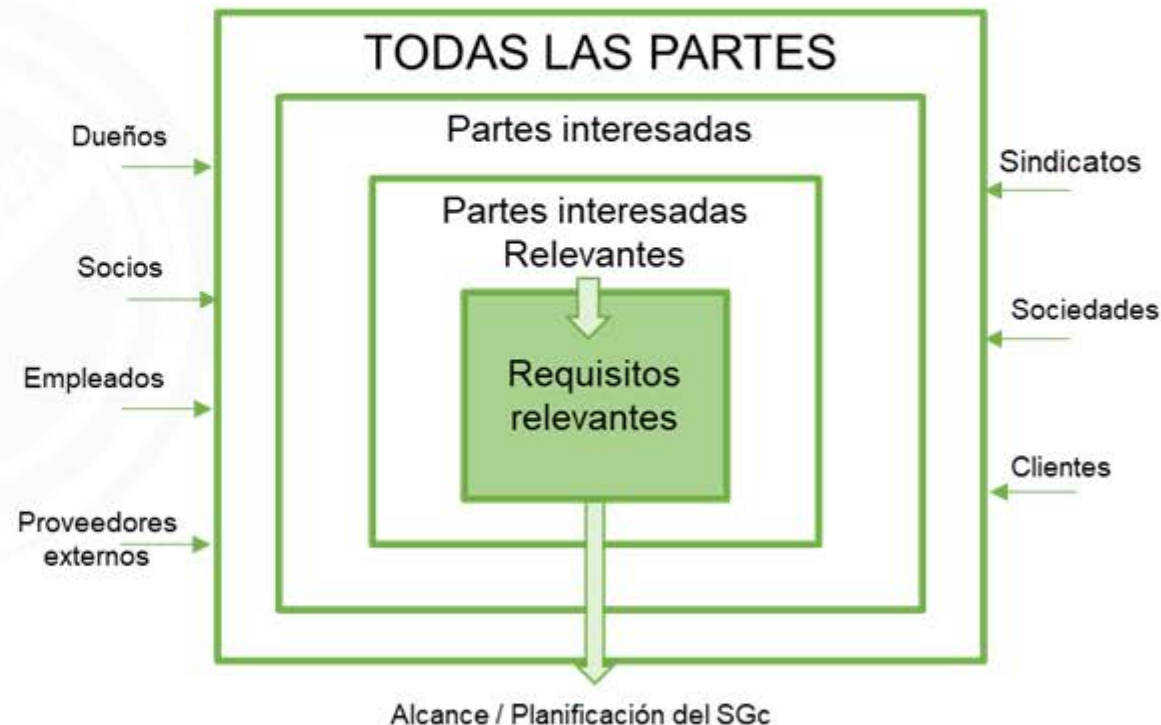 TODAS LAS PARTES
Partes interesadas
Partes interesadas
Relevantes
Requisitos
relevantes
Dueños
Socios
Empleados
Proveedores
externos
Sindicatos
Sociedades
Clientes
Alcance / Planificación del SGc